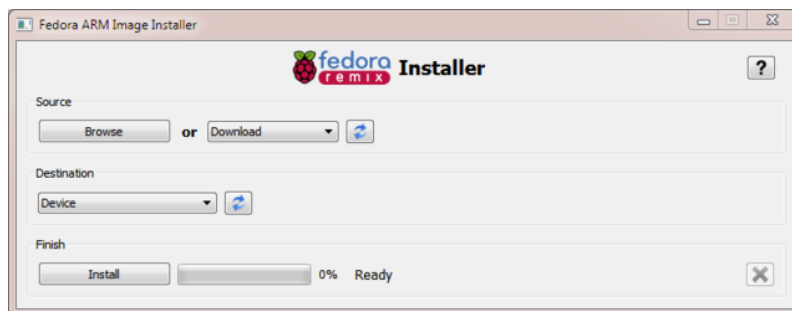 Fedora ARM Image Installer
fedora remix Installer ?
Source
Browse or Download
Destination
Device
Finish
Install 0% Ready